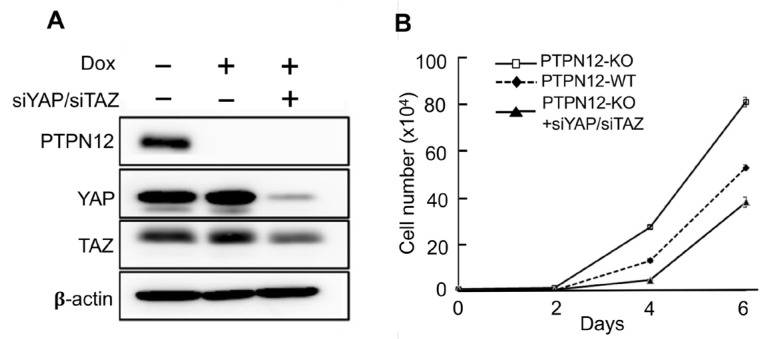 A
Dox − + +
siYAP/siTAZ − − +
PTPN12
YAP
TAZ
β-actin
B
Cell number (x10⁴)
100
80
60
40
20
0
0 2 4 6
Days
PTPN12-KO
PTPN12-WT
PTPN12-KO
+siYAP/siTAZ